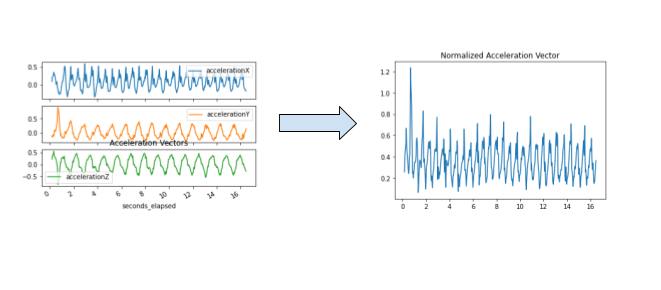 0.5
0.0
accelerationX
0.5
0.0
accelerationY
Acceleration Vectors
0.5
0.0
−0.5
accelerationZ
0 2 4 6 8 10 12 14 16
seconds_elapsed
Normalized Acceleration Vector
1.2
1.0
0.8
0.6
0.4
0.2
0 2 4 6 8 10 12 14 16